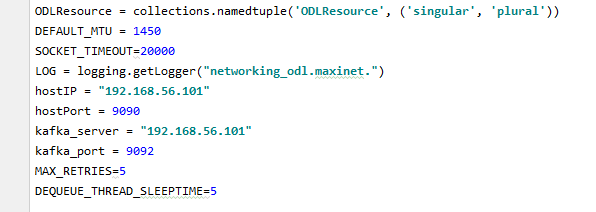 ODLResource = collections.namedtuple('ODLResource', ('singular', 'plural'))
DEFAULT_MTU = 1450
SOCKET_TIMEOUT=20000
LOG = logging.getLogger("networking_odl.maxinet.")
hostIP = "192.168.56.101"
hostPort = 9090
kafka_server = "192.168.56.101"
kafka_port = 9092
MAX_RETRIES=5
DEQUEUE_THREAD_SLEEPTIME=5